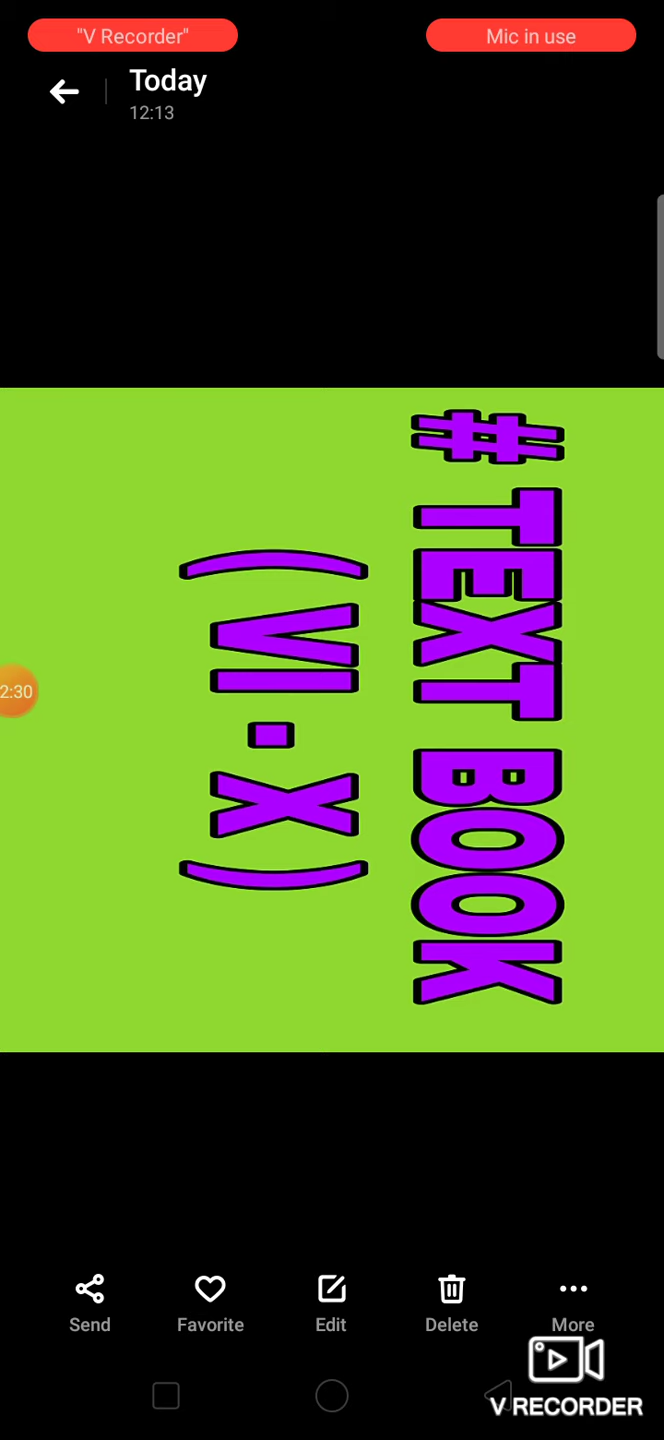 "V Recorder"
Mic in use
Today
12:13
# TEXT BOOK
( VI - X )
2:30
Send
Favorite
Edit
Delete
More
V RECORDER